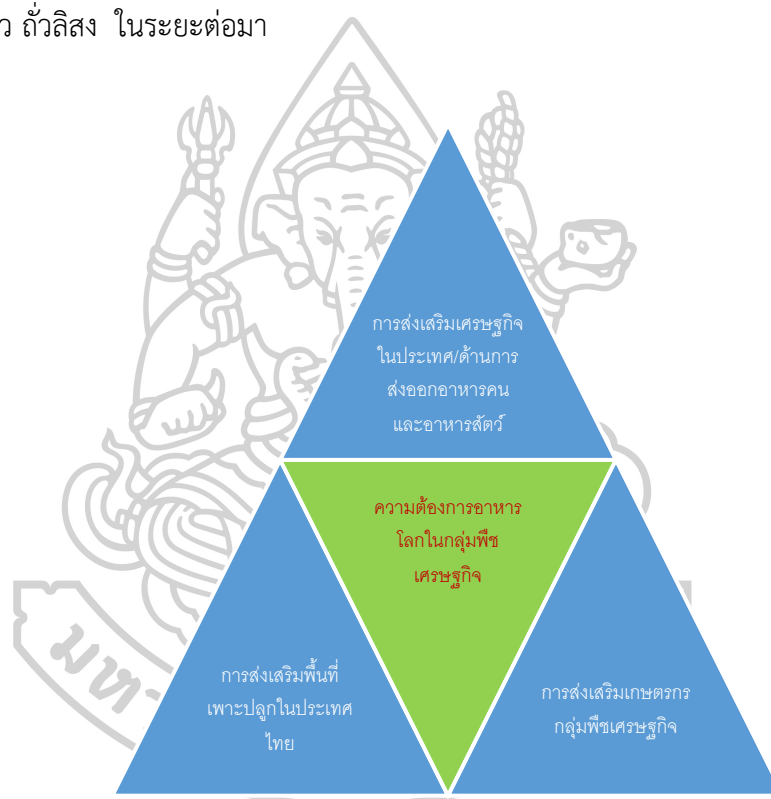 ว ถั่วลิสง ในระยะต่อมา
การส่งเสริมเศรษฐกิจ
ในประเทศ/ด้านการ
ส่งออกอาหารคน
และอาหารสัตว์
ความต้องการอาหาร
โลกในกลุ่มพืช
เศรษฐกิจ
การส่งเสริมพื้นที่
เพาะปลูกในประเทศ
ไทย
การส่งเสริมเกษตรกร
กลุ่มพืชเศรษฐกิจ
มหา